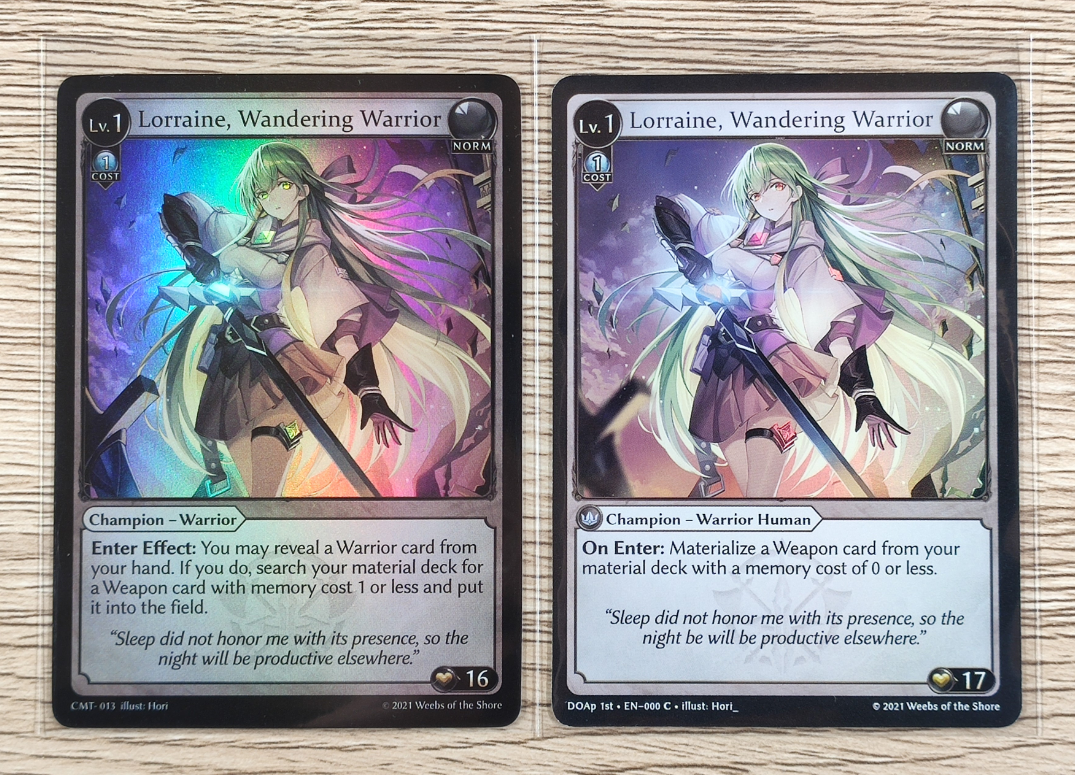 Lv. 1 Lorraine, Wandering Warrior
NORM
1
COST
Champion – Warrior
Enter Effect: You may reveal a Warrior card from
your hand. If you do, search your material deck for
a Weapon card with memory cost 1 or less and put
it into the field.
“Sleep did not honor me with its presence, so the
night will be productive elsewhere.”
16
CMT- 013 illust: Hori
© 2021 Weebs of the Shore
Lv. 1 Lorraine, Wandering Warrior
NORM
1
COST
Champion – Warrior Human
On Enter: Materialize a Weapon card from your
material deck with a memory cost of 0 or less.
“Sleep did not honor me with its presence, so the
night be will be productive elsewhere.”
17
DOAp 1st • EN-000 C • illust: Hori_
© 2021 Weebs of the Shore